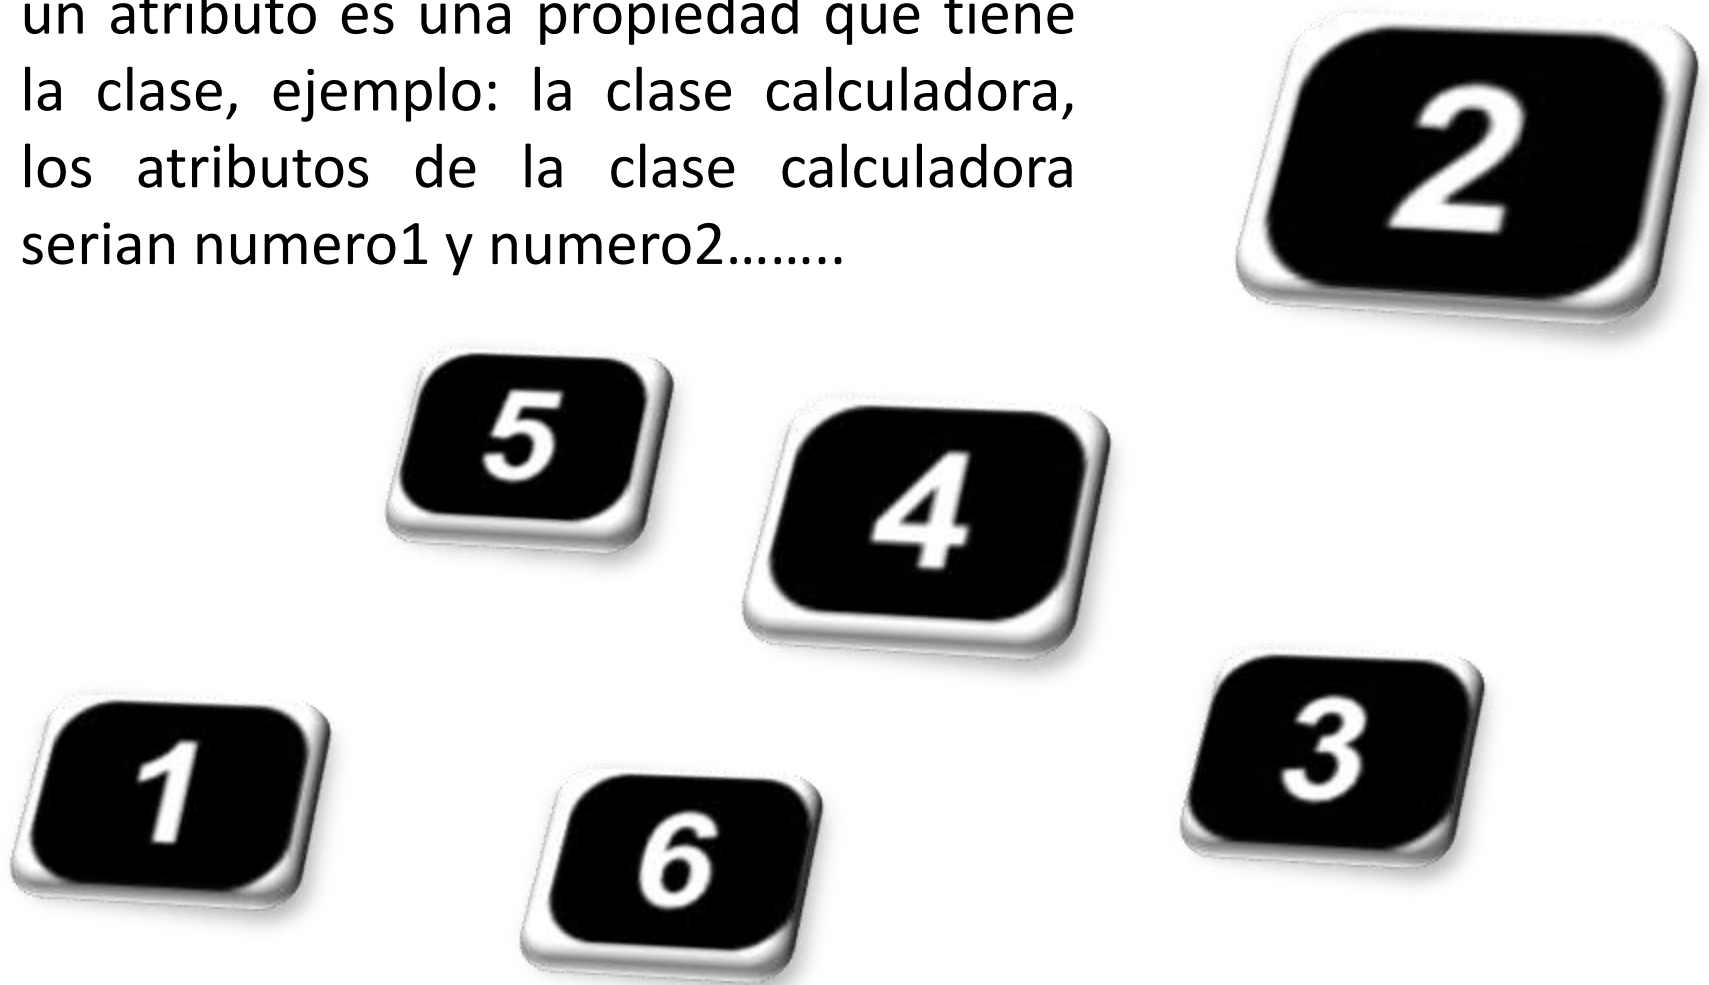 un atributo es una propiedad que tiene
la clase, ejemplo: la clase calculadora,
los atributos de la clase calculadora
serian numero1 y numero2........
2
5
4
3
1
6